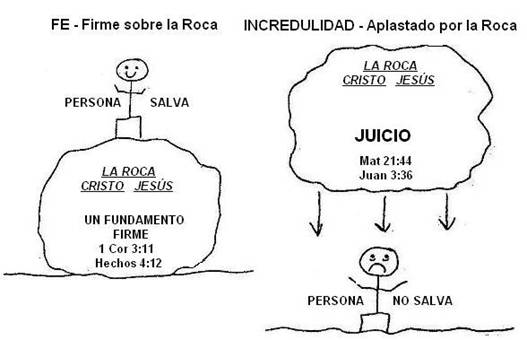 FE - Firme sobre la Roca
PERSONA SALVA
LA ROCA
CRISTO JESÚS
UN FUNDAMENTO
FIRME
1 Cor 3:11
Hechos 4:12
INCREDULIDAD - Aplastado por la Roca
LA ROCA
CRISTO JESÚS
JUICIO
Mat 21:44
Juan 3:36
PERSONA NO SALVA